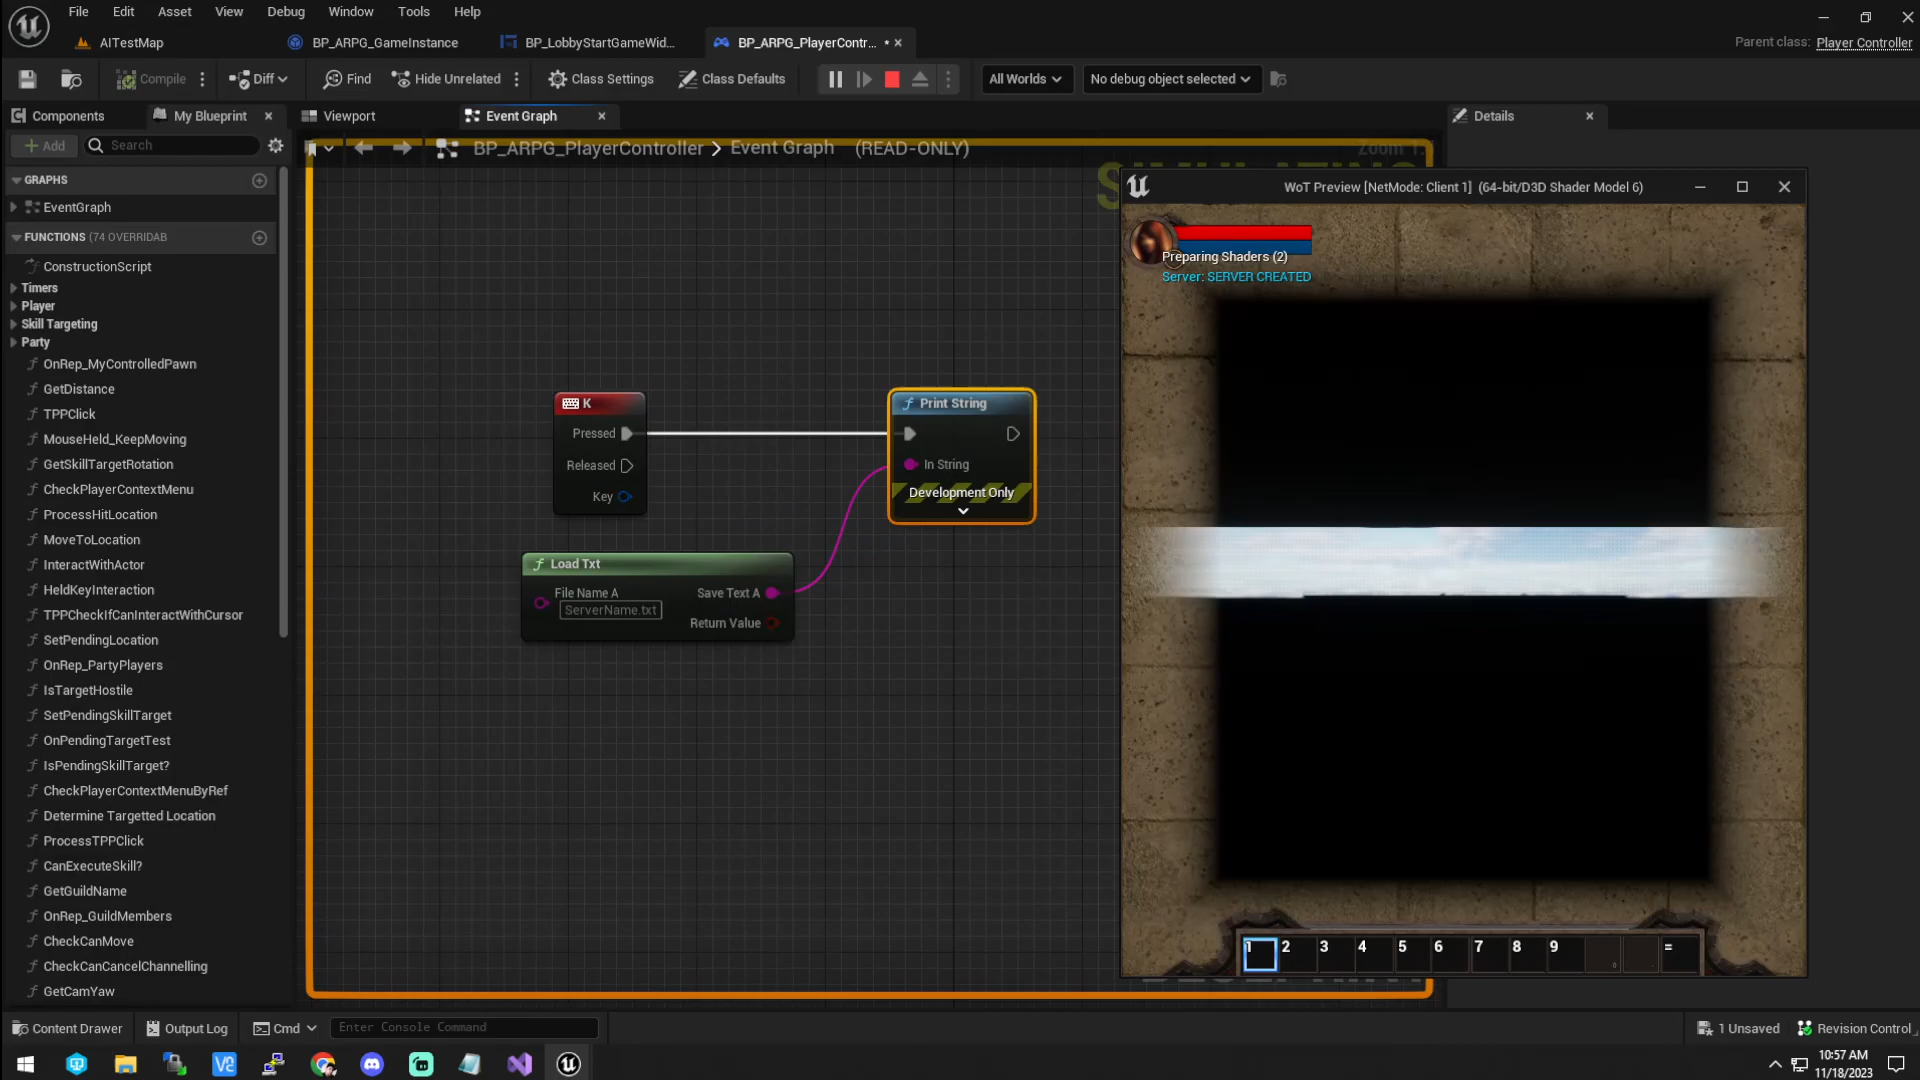 File Edit Asset View Debug Window Tools Help
AITestMap BP_ARPG_GameInstance BP_LobbyStartGameWid... BP_ARPG_PlayerContr... •
Parent class: Player Controller
Compile Diff Find Hide Unrelated Class Settings Class Defaults All Worlds No debug object selected
Components My Blueprint Viewport Event Graph Details
+ Add Search
BP_ARPG_PlayerController > Event Graph (READ-ONLY)
GRAPHS
EventGraph
FUNCTIONS (74 OVERRIDAB
ConstructionScript
Timers
Player
Skill Targeting
Party
OnRep_MyControlledPawn
GetDistance
TPPClick
MouseHeld_KeepMoving
GetSkillTargetRotation
CheckPlayerContextMenu
ProcessHitLocation
MoveToLocation
InteractWithActor
HeldKeyInteraction
TPPCheckIfCanInteractWithCursor
SetPendingLocation
OnRep_PartyPlayers
IsTargetHostile
SetPendingSkillTarget
OnPendingTargetTest
IsPendingSkillTarget?
CheckPlayerContextMenuByRef
Determine Targetted Location
ProcessTPPClick
CanExecuteSkill?
GetGuildName
OnRep_GuildMembers
CheckCanMove
CheckCanCancelChannelling
GetCamYaw
K
Pressed
Released
Key
Print String
In String
Development Only
Load Txt
File Name A
ServerName.txt
Save Text A
Return Value
WoT Preview [NetMode: Client 1] (64-bit/D3D Shader Model 6)
Preparing Shaders (2)
Server: SERVER CREATED
1 2 3 4 5 6 7 8 9 =
Content Drawer Output Log Cmd Enter Console Command
1 Unsaved Revision Control
10:57 AM
11/18/2023